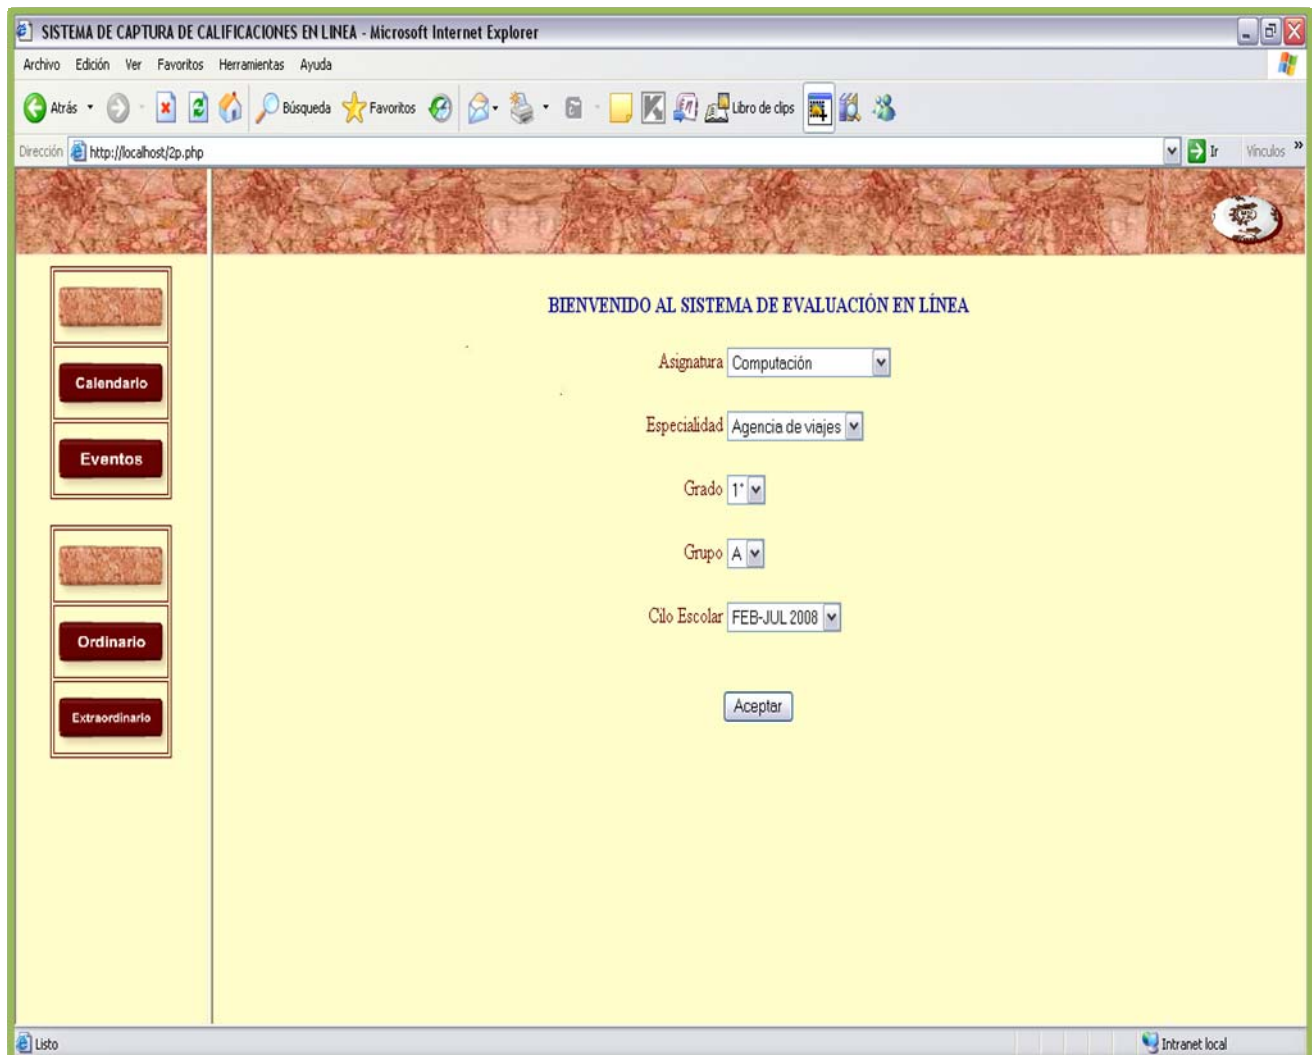 SISTEMA DE CAPTURA DE CALIFICACIONES EN LINEA - Microsoft Internet Explorer
Archivo Edición Ver Favoritos Herramientas Ayuda
Atrás Búsqueda Favoritos Libro de clips
Dirección http://localhost/2p.php Ir Vínculos »
Calendario
Eventos
Ordinario
Extraordinario
BIENVENIDO AL SISTEMA DE EVALUACIÓN EN LÍNEA
Asignatura Computación
Especialidad Agencia de viajes
Grado 1°
Grupo A
Cilo Escolar FEB-JUL 2008
Aceptar
Listo Intranet local